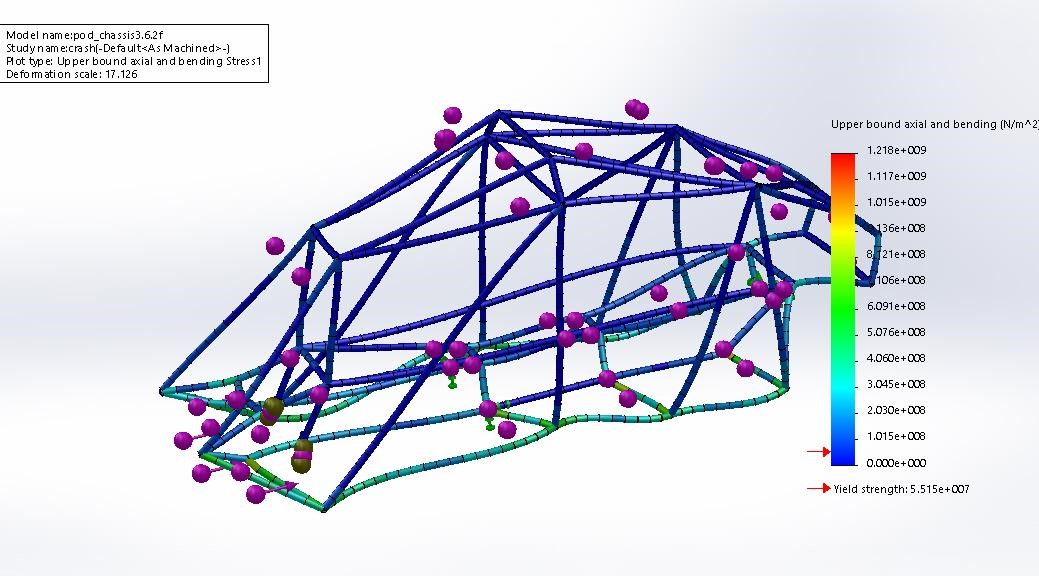 Model name:pod_chassis3.6.2f
Study name:crash(-Default<As Machined>-)
Plot type: Upper bound axial and bending Stress1
Deformation scale: 17.126
Upper bound axial and bending (N/m^2
1.218e+009
1.117e+009
1.015e+009
.136e+008
8. 21e+008
.106e+008
6.091e+008
5.076e+008
4.060e+008
3.045e+008
2.030e+008
1.015e+008
0.000e+000
Yield strength: 5.515e+007